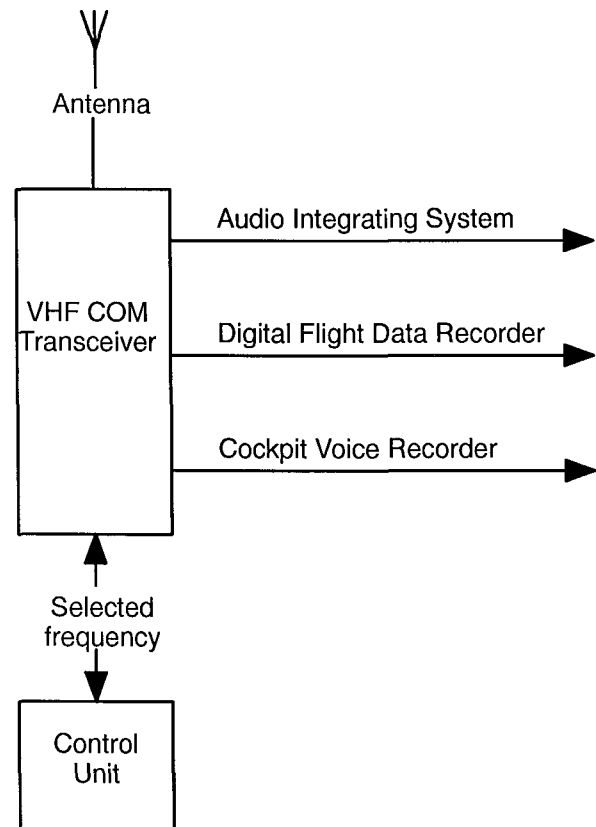 Antenna
Audio Integrating System
VHF COM
Transceiver
Digital Flight Data Recorder
Cockpit Voice Recorder
Selected
frequency
Control
Unit